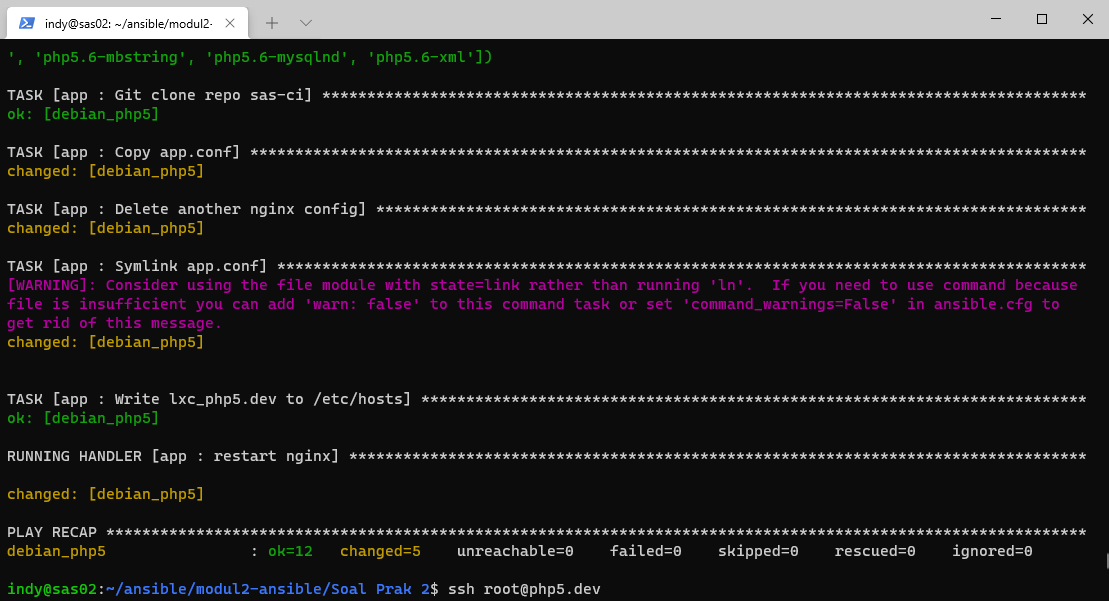 indy@sas02: ~/ansible/modul2-
', 'php5.6-mbstring', 'php5.6-mysqlnd', 'php5.6-xml'])
TASK [app : Git clone repo sas-ci] *************************************************************************************
ok: [debian_php5]
TASK [app : Copy app.conf] *********************************************************************************************
changed: [debian_php5]
TASK [app : Delete another nginx config] *******************************************************************************
changed: [debian_php5]
TASK [app : Symlink app.conf] ******************************************************************************************
[WARNING]: Consider using the file module with state=link rather than running 'ln'.  If you need to use command because
file is insufficient you can add 'warn: false' to this command task or set 'command_warnings=False' in ansible.cfg to
get rid of this message.
changed: [debian_php5]
TASK [app : Write lxc_php5.dev to /etc/hosts] **************************************************************************
ok: [debian_php5]
RUNNING HANDLER [app : restart nginx] **********************************************************************************
changed: [debian_php5]
PLAY RECAP *************************************************************************************************************
debian_php5                : ok=12   changed=5    unreachable=0    failed=0    skipped=0    rescued=0    ignored=0
indy@sas02:~/ansible/modul2-ansible/Soal Prak 2$ ssh root@php5.dev